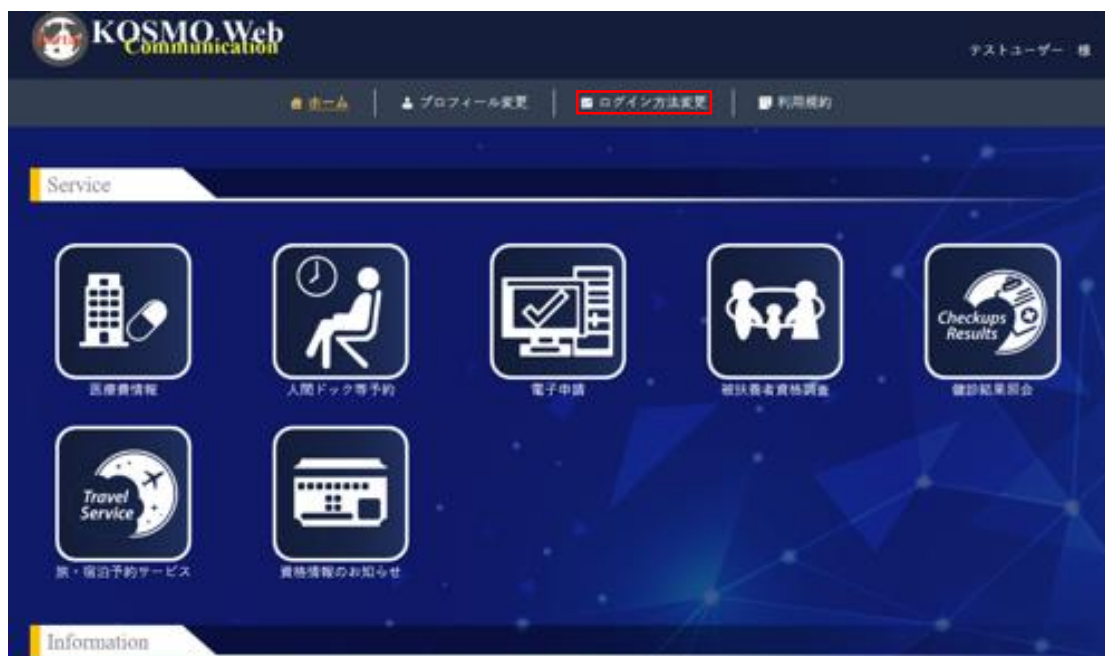 Portal
KOSMO Web
Communication
テストユーザー 様
ホーム
プロフィール変更
ログイン方法変更
利用規約
Service
Checkups
Results
医療費情報
人間ドック等予約
電子申請
被扶養者資格調査
健診結果照会
Travel
Service
旅・宿泊予約サービス
資格情報のお知らせ
Information